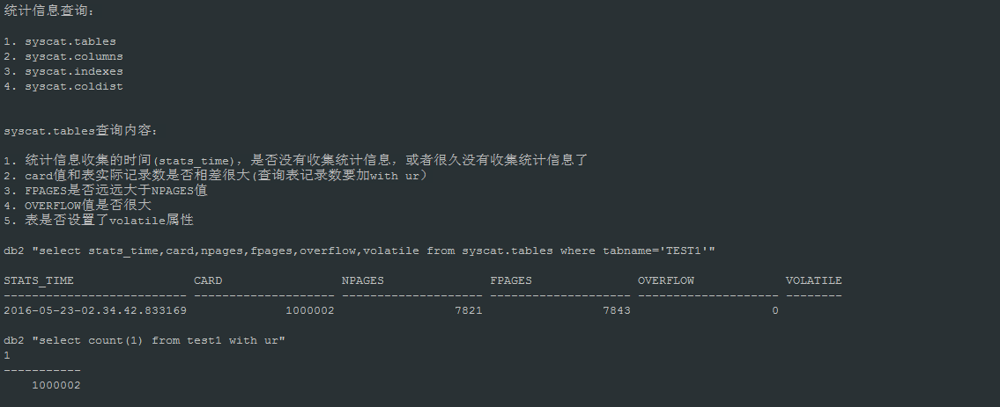 统计信息查询：
1. syscat.tables
2. syscat.columns
3. syscat.indexes
4. syscat.coldist
syscat.tables查询内容：
1. 统计信息收集的时间(stats_time)，是否没有收集统计信息，或者很久没有收集统计信息了
2. card值和表实际记录数是否相差很大(查询表记录数要加with ur）
3. FPAGES是否远远大于NPAGES值
4. OVERFLOW值是否很大
5. 表是否设置了volatile属性
db2 "select stats_time,card,npages,fpages,overflow,volatile from syscat.tables where tabname='TEST1'"
STATS_TIME                 CARD                 NPAGES               FPAGES               OVERFLOW             VOLATILE
-------------------------- -------------------- -------------------- -------------------- -------------------- --------
2016-05-23-02.34.42.833169              1000002                 7821                 7843                    0
db2 "select count(1) from test1 with ur"
1
-----------
    1000002